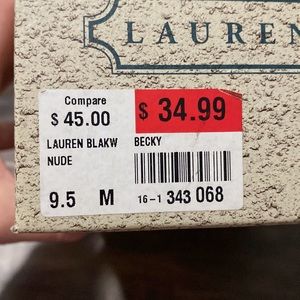 LAUREN
Compare
$ 45.00
$ 34.99
LAUREN BLAKW
BECKY
NUDE
9.5 M
16-1 343 068